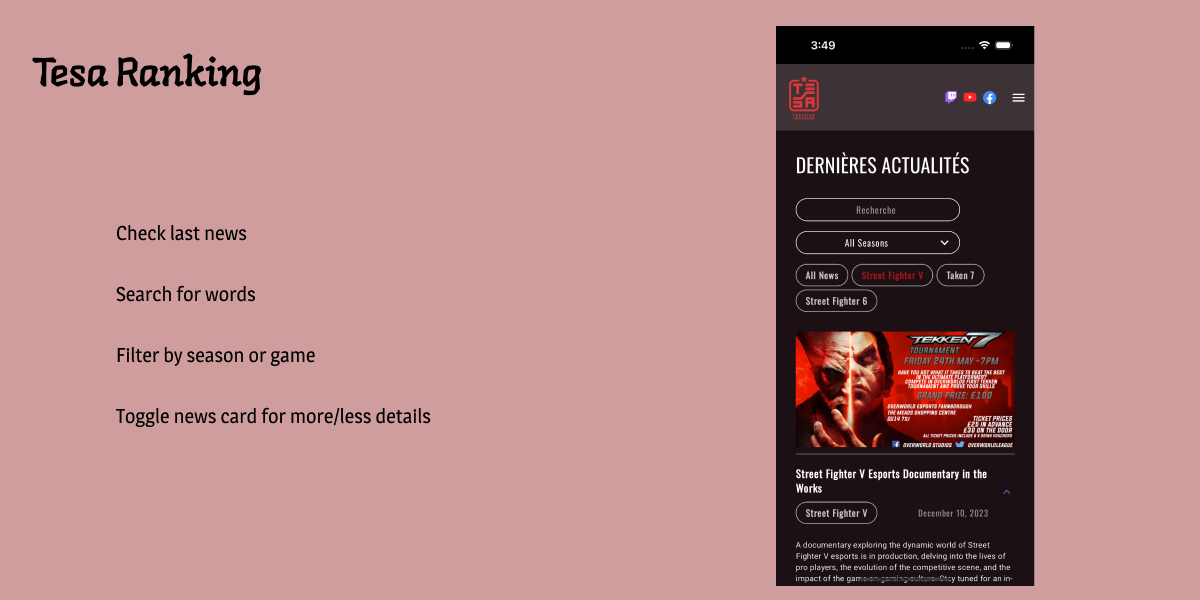 Tesa Ranking
Check last news
Search for words
Filter by season or game
Toggle news card for more/less details
3:49
TESA
DERNIÈRES ACTUALITÉS
Recherche
All Seasons
All News
Street Fighter V
Taken 7
Street Fighter 6
TEKKEN 7
TOURNAMENT
FRIDAY 24TH MAY - 7PM
HAVE YOU GOT WHAT IT TAKES TO BEAT THE BEST
IN THE ULTIMATE PLATFORMER?
COMPETE IN OVERWORLDS FIRST TEKKEN
TOURNAMENT AND PROVE YOUR SKILLS
GRAND PRIZE: £100
OVERWORLD ESPORTS FARNBOROUGH
THE MEADS SHOPPING CENTRE
GU14 7SJ
TICKET PRICES
£25 IN ADVANCE
£30 ON THE DOOR
ALL TICKET PRICES INCLUDE DRINK VOUCHERS
OVERWORLD STUDIOS
OVERWORLDLEAGUE
Street Fighter V Esports Documentary in the
Works
Street Fighter V
December 10, 2023
A documentary exploring the dynamic world of Street
Fighter V esports is in production, delving into the lives of
pro players, the evolution of the competitive scene, and the
impact of the game on gaming culture. Stay tuned for an in-